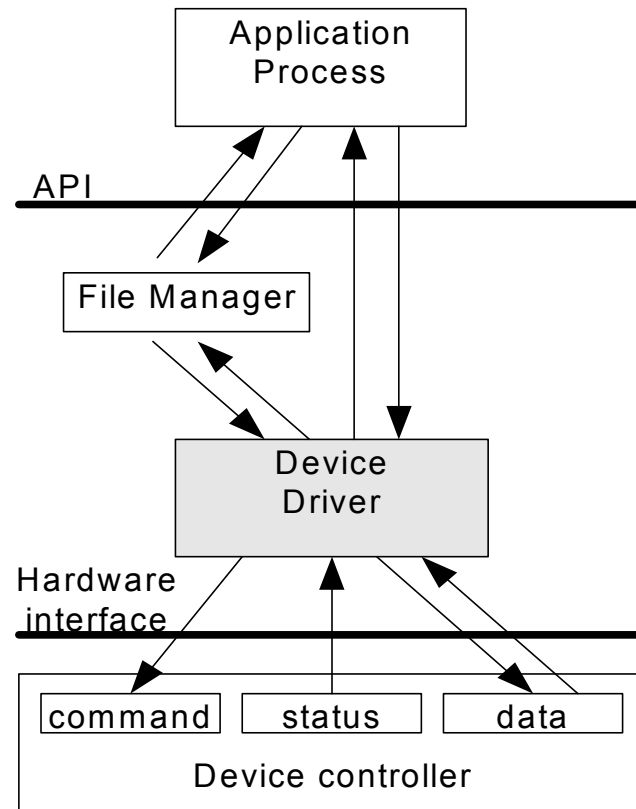 Application
Process
API
File Manager
Device
Driver
Hardware
interface
command
status
data
Device controller